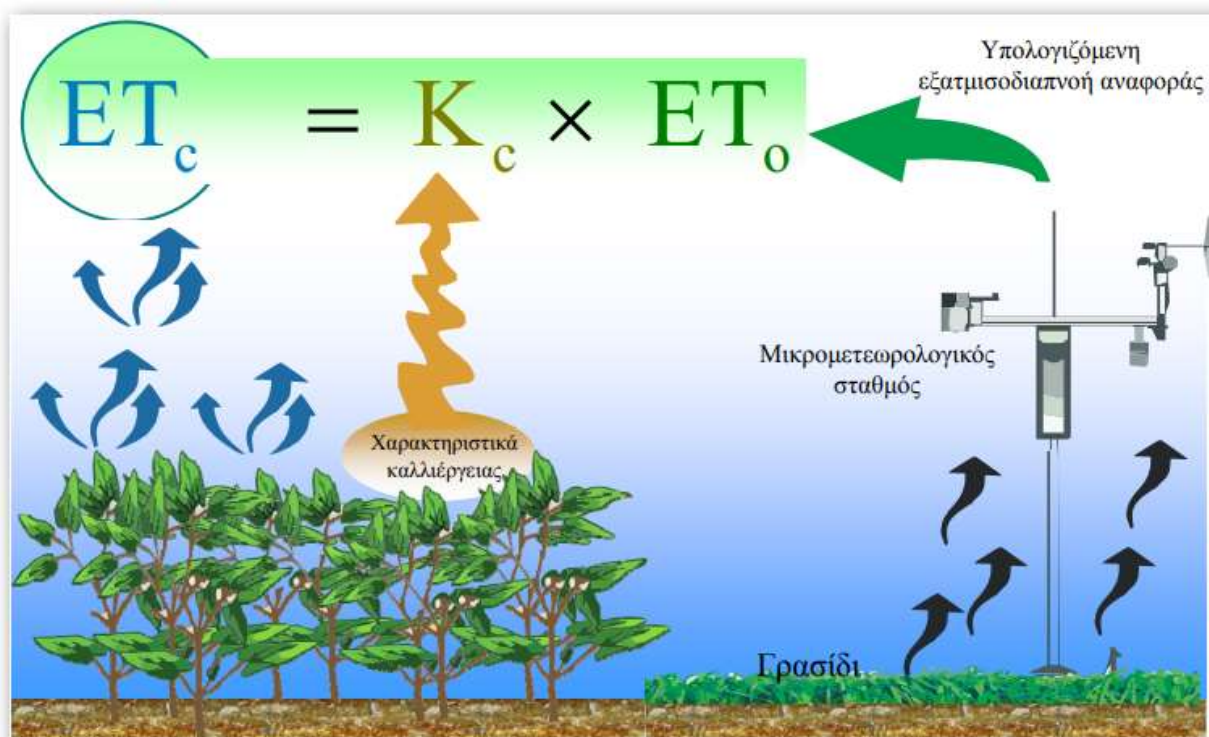 ETc = Kc × ETo
Υπολογιζόμενη
εξατμισοδιαπνοή αναφοράς
Μικρομετεωρολογικός
σταθμός
Χαρακτηριστικά
καλλιέργειας
Γρασίδι